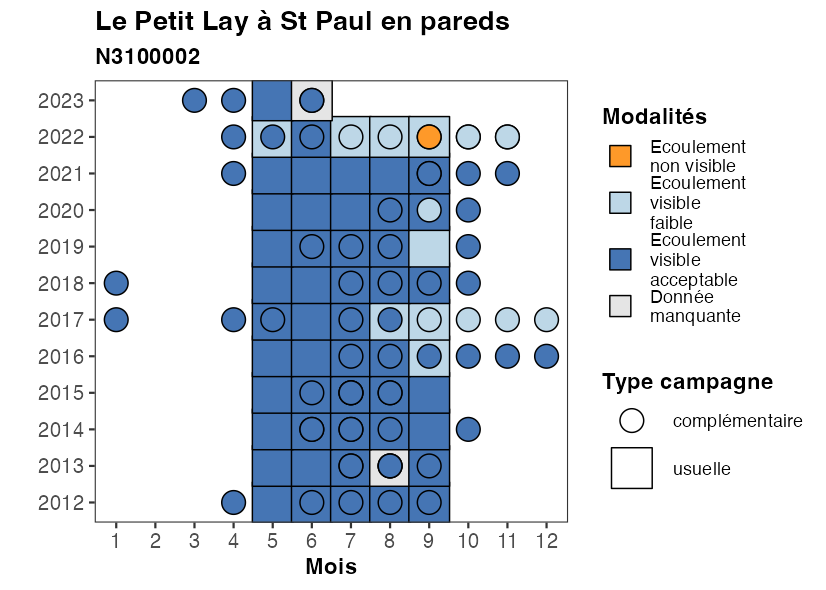 Le Petit Lay à St Paul en pareds
N3100002
2023
2022
2021
2020
2019
2018
2017
2016
2015
2014
2013
2012
1 2 3 4 5 6 7 8 9 10 11 12
Mois
Modalités
Ecoulement
non visible
Ecoulement
visible
faible
Ecoulement
visible
acceptable
Donnée
manquante
Type campagne
complémentaire
usuelle